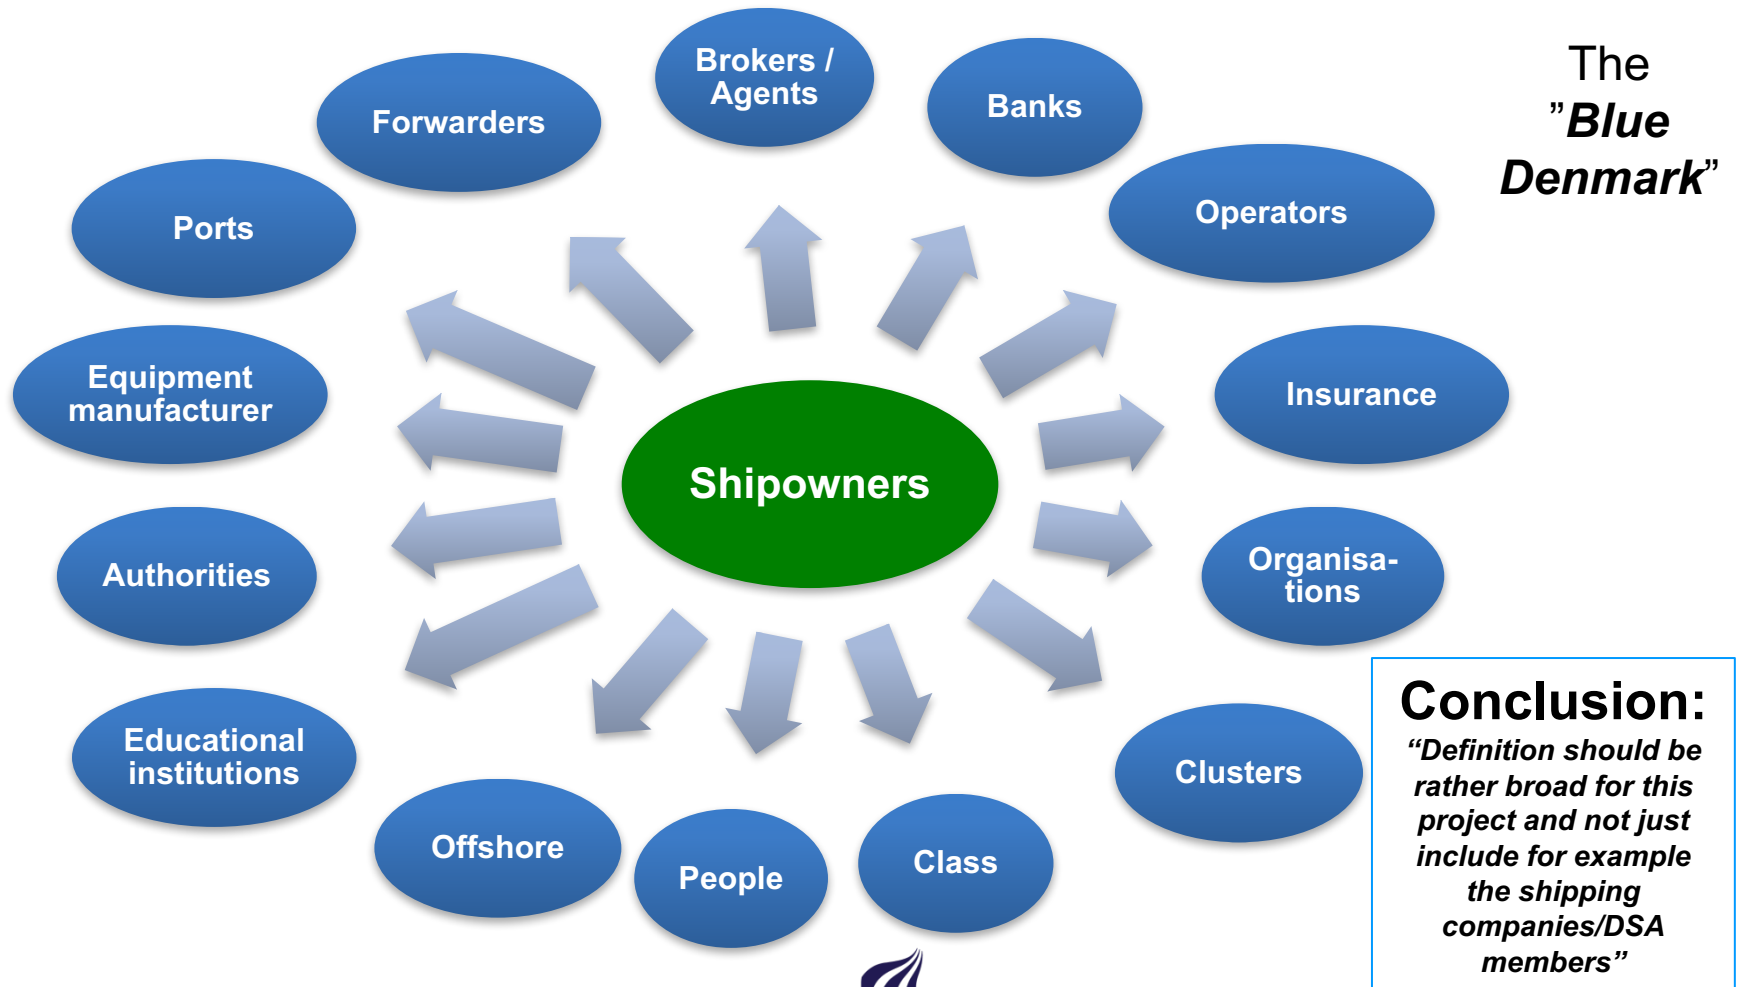 Brokers /
Agents
Banks
The
”Blue
Denmark”
Forwarders
Operators
Ports
Equipment
manufacturer
Insurance
Shipowners
Authorities
Organisa-
tions
Educational
institutions
Clusters
Offshore
People
Class
Conclusion:
“Definition should be
rather broad for this
project and not just
include for example
the shipping
companies/DSA
members”